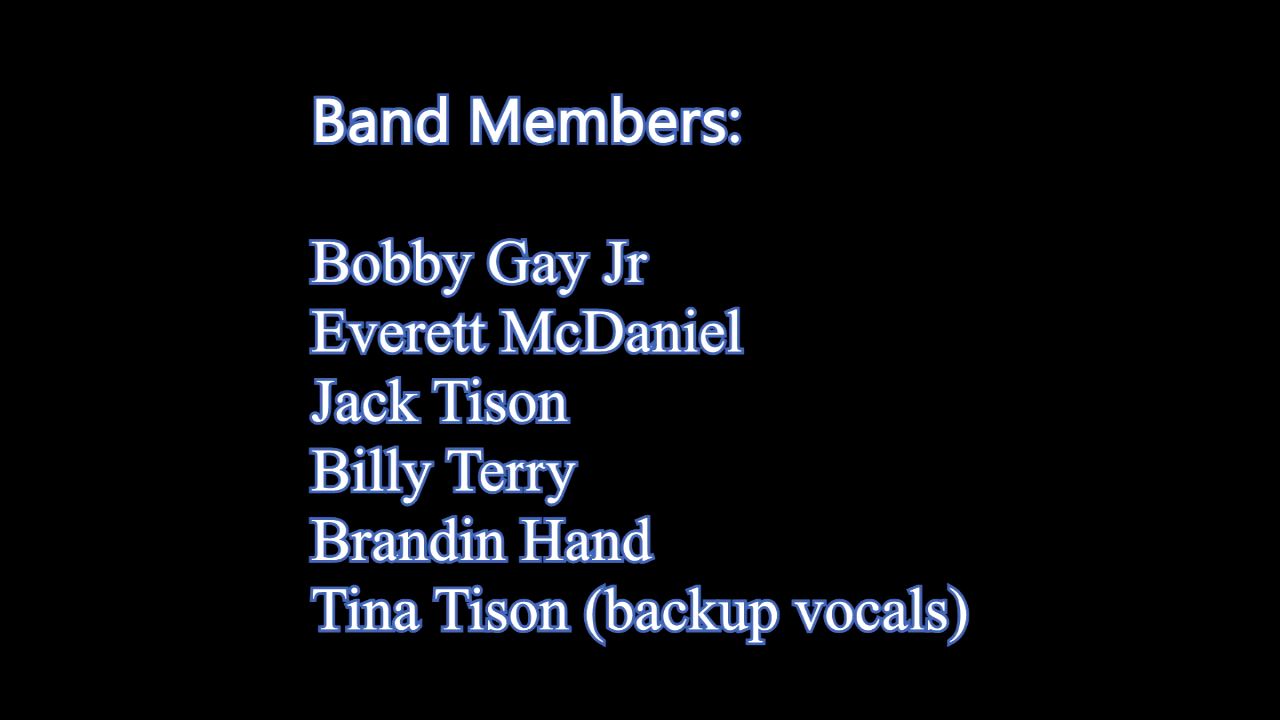 Band Members:
Bobby Gay Jr
Everett McDaniel
Jack Tison
Billy Terry
Brandin Hand
Tina Tison (backup vocals)